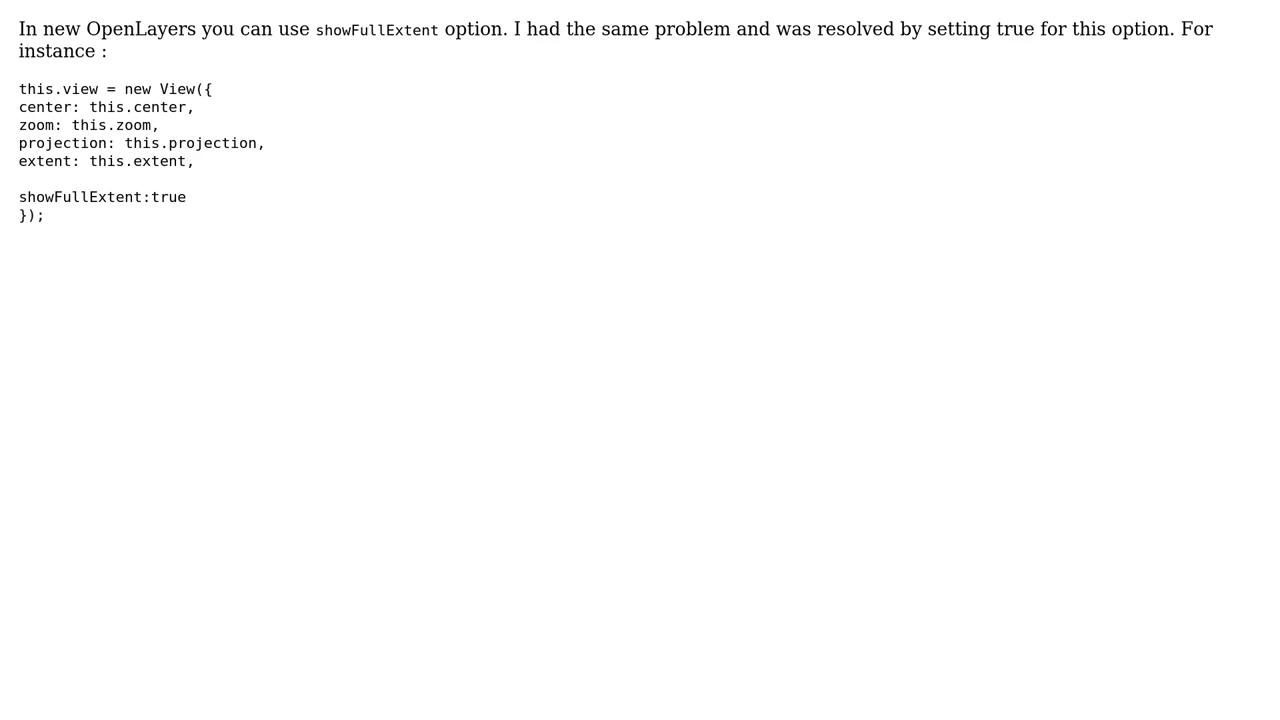 In new OpenLayers you can use showFullExtent option. I had the same problem and was resolved by setting true for this option. For
instance :
this.view = new View({
center: this.center,
zoom: this.zoom,
projection: this.projection,
extent: this.extent,
showFullExtent:true
});